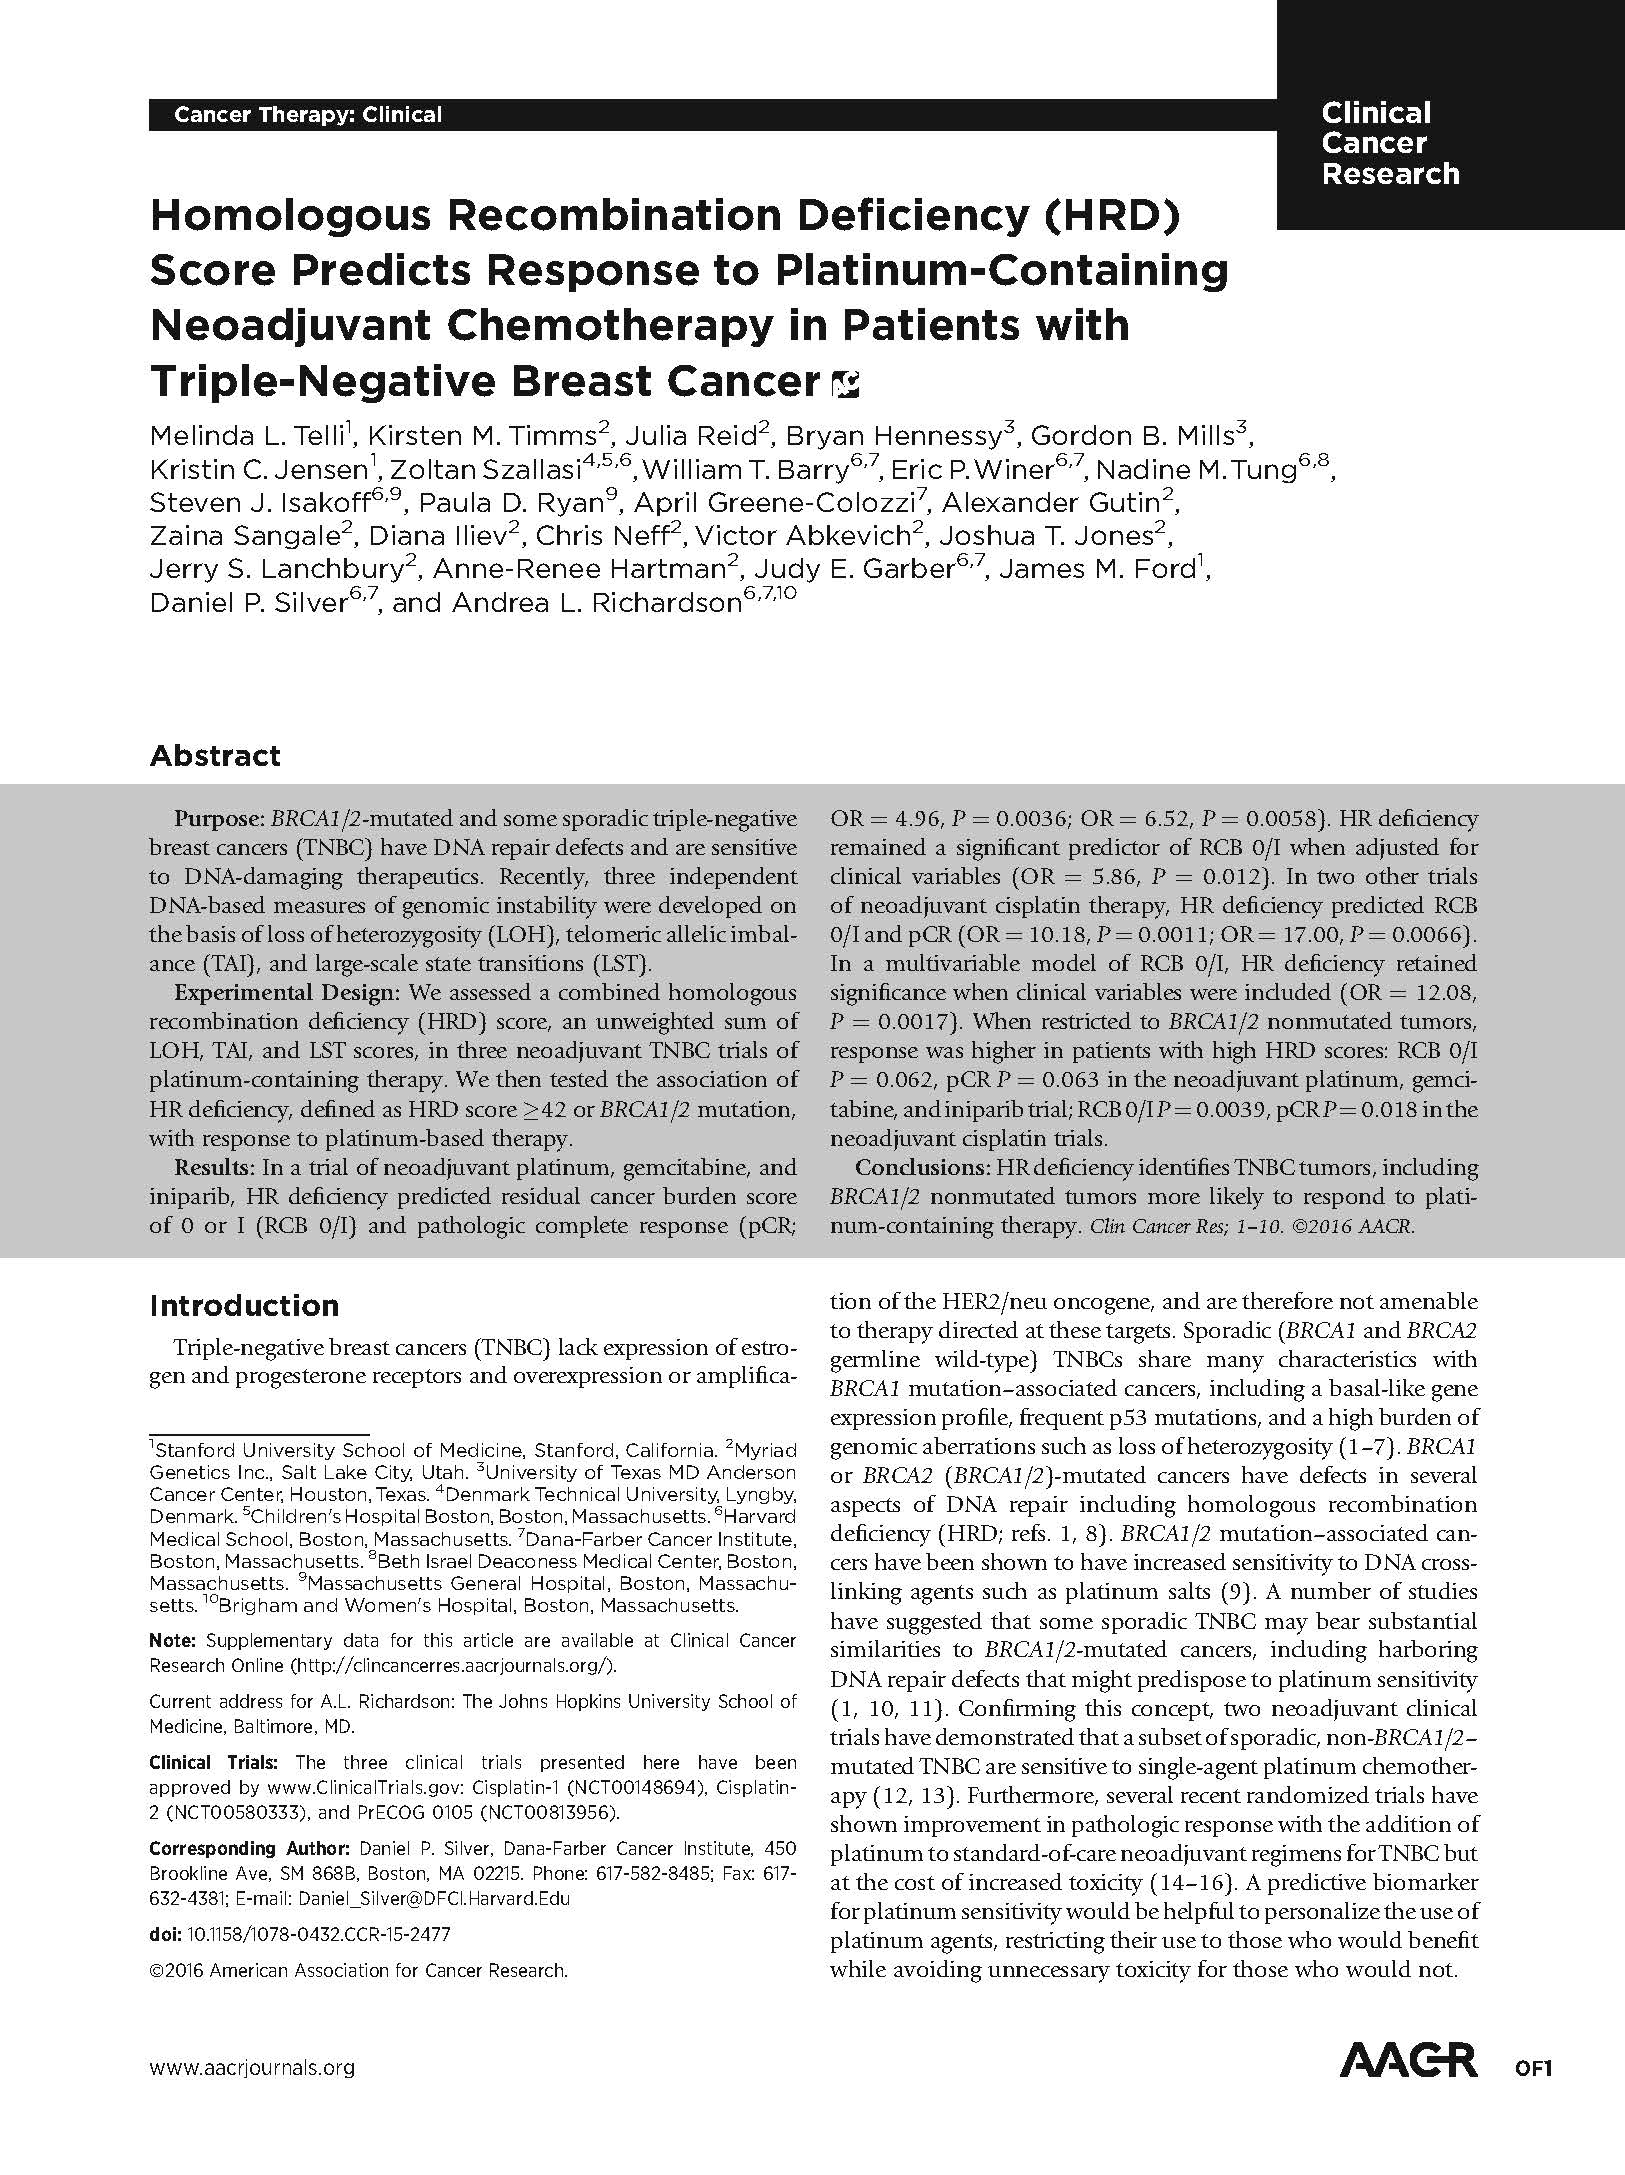 Cancer Therapy: Clinical
Clinical
Cancer
Research
Homologous Recombination Deficiency (HRD)
Score Predicts Response to Platinum-Containing
Neoadjuvant Chemotherapy in Patients with
Triple-Negative Breast Cancer
Melinda L. Telli1, Kirsten M. Timms2, Julia Reid2, Bryan Hennessy3, Gordon B. Mills3,
Kristin C. Jensen1, Zoltan Szallasi4,5,6, William T. Barry6,7, Eric P. Winer6,7, Nadine M. Tung6,8,
Steven J. Isakoff6,9, Paula D. Ryan9, April Greene-Colozzi7, Alexander Gutin2,
Zaina Sangale2, Diana Iliev2, Chris Neff2, Victor Abkevich2, Joshua T. Jones2,
Jerry S. Lanchbury2, Anne-Renee Hartman2, Judy E. Garber6,7, James M. Ford1,
Daniel P. Silver6,7, and Andrea L. Richardson6,7,10
Abstract
Purpose: BRCA1/2-mutated and some sporadic triple-negative
breast cancers (TNBC) have DNA repair defects and are sensitive
to DNA-damaging therapeutics. Recently, three independent
DNA-based measures of genomic instability were developed on
the basis of loss of heterozygosity (LOH), telomeric allelic imbal-
ance (TAI), and large-scale state transitions (LST).
Experimental Design: We assessed a combined homologous
recombination deficiency (HRD) score, an unweighted sum of
LOH, TAI, and LST scores, in three neoadjuvant TNBC trials of
platinum-containing therapy. We then tested the association of
HR deficiency, defined as HRD score ≥42 or BRCA1/2 mutation,
with response to platinum-based therapy.
Results: In a trial of neoadjuvant platinum, gemcitabine, and
iniparib, HR deficiency predicted residual cancer burden score
of 0 or I (RCB 0/I) and pathologic complete response (pCR;
OR = 4.96, P = 0.0036; OR = 6.52, P = 0.0058). HR deficiency
remained a significant predictor of RCB 0/I when adjusted for
clinical variables (OR = 5.86, P = 0.012). In two other trials
of neoadjuvant cisplatin therapy, HR deficiency predicted RCB
0/I and pCR (OR = 10.18, P = 0.0011; OR = 17.00, P = 0.0066).
In a multivariable model of RCB 0/I, HR deficiency retained
significance when clinical variables were included (OR = 12.08,
P = 0.0017). When restricted to BRCA1/2 nonmutated tumors,
response was higher in patients with high HRD scores: RCB 0/I
P = 0.062, pCR P = 0.063 in the neoadjuvant platinum, gemci-
tabine, and iniparib trial; RCB 0/I P = 0.0039, pCR P = 0.018 in the
neoadjuvant cisplatin trials.
Conclusions: HR deficiency identifies TNBC tumors, including
BRCA1/2 nonmutated tumors more likely to respond to plati-
num-containing therapy. Clin Cancer Res; 1–10. ©2016 AACR.
Introduction
Triple-negative breast cancers (TNBC) lack expression of estro-
gen and progesterone receptors and overexpression or amplifica-
1Stanford University School of Medicine, Stanford, California. 2Myriad
Genetics Inc., Salt Lake City, Utah. 3University of Texas MD Anderson
Cancer Center, Houston, Texas. 4Denmark Technical University, Lyngby,
Denmark. 5Children's Hospital Boston, Boston, Massachusetts. 6Harvard
Medical School, Boston, Massachusetts. 7Dana-Farber Cancer Institute,
Boston, Massachusetts. 8Beth Israel Deaconess Medical Center, Boston,
Massachusetts. 9Massachusetts General Hospital, Boston, Massachu-
setts. 10Brigham and Women's Hospital, Boston, Massachusetts.
Note: Supplementary data for this article are available at Clinical Cancer
Research Online (http://clincancerres.aacrjournals.org/).
Current address for A.L. Richardson: The Johns Hopkins University School of
Medicine, Baltimore, MD.
Clinical Trials: The three clinical trials presented here have been
approved by www.ClinicalTrials.gov: Cisplatin-1 (NCT00148694), Cisplatin-
2 (NCT00580333), and PrECOG 0105 (NCT00813956).
Corresponding Author: Daniel P. Silver, Dana-Farber Cancer Institute, 450
Brookline Ave, SM 868B, Boston, MA 02215. Phone: 617-582-8485; Fax: 617-
632-4381; E-mail: Daniel_Silver@DFCI.Harvard.Edu
doi: 10.1158/1078-0432.CCR-15-2477
©2016 American Association for Cancer Research.
tion of the HER2/neu oncogene, and are therefore not amenable
to therapy directed at these targets. Sporadic (BRCA1 and BRCA2
germline wild-type) TNBCs share many characteristics with
BRCA1 mutation–associated cancers, including a basal-like gene
expression profile, frequent p53 mutations, and a high burden of
genomic aberrations such as loss of heterozygosity (1–7). BRCA1
or BRCA2 (BRCA1/2)-mutated cancers have defects in several
aspects of DNA repair including homologous recombination
deficiency (HRD; refs. 1, 8). BRCA1/2 mutation–associated can-
cers have been shown to have increased sensitivity to DNA cross-
linking agents such as platinum salts (9). A number of studies
have suggested that some sporadic TNBC may bear substantial
similarities to BRCA1/2-mutated cancers, including harboring
DNA repair defects that might predispose to platinum sensitivity
(1, 10, 11). Confirming this concept, two neoadjuvant clinical
trials have demonstrated that a subset of sporadic, non-BRCA1/2–
mutated TNBC are sensitive to single-agent platinum chemother-
apy (12, 13). Furthermore, several recent randomized trials have
shown improvement in pathologic response with the addition of
platinum to standard-of-care neoadjuvant regimens for TNBC but
at the cost of increased toxicity (14–16). A predictive biomarker
for platinum sensitivity would be helpful to personalize the use of
platinum agents, restricting their use to those who would benefit
while avoiding unnecessary toxicity for those who would not.
www.aacrjournals.org
AACR
OF1